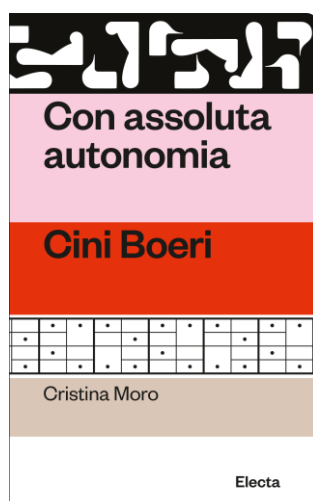 Con assoluta
autonomia
Cini Boeri
Cristina Moro
Electa